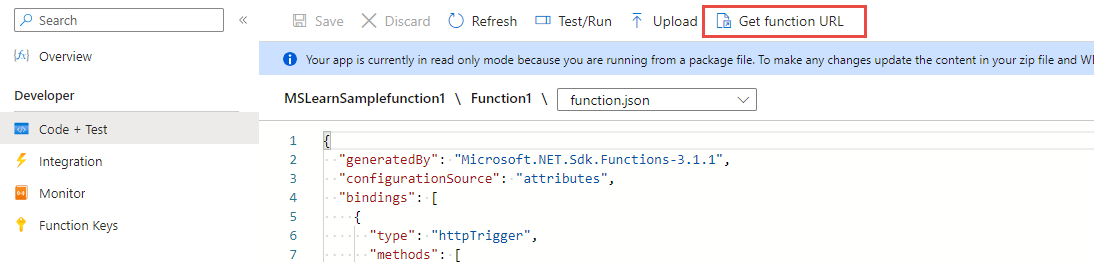 Search «
Save Discard Refresh Test/Run Upload Get function URL
Overview
Your app is currently in read only mode because you are running from a package file. To make any changes update the content in your zip file and WE
Developer
MSLearnSamplefunction1 \ Function1 \ function.json
Code + Test
Integration
Monitor
Function Keys
1 {
2 "generatedBy": "Microsoft.NET.Sdk.Functions-3.1.1",
3 "configurationSource": "attributes",
4 "bindings": [
5 {
6 "type": "httpTrigger",
7 "methods": [